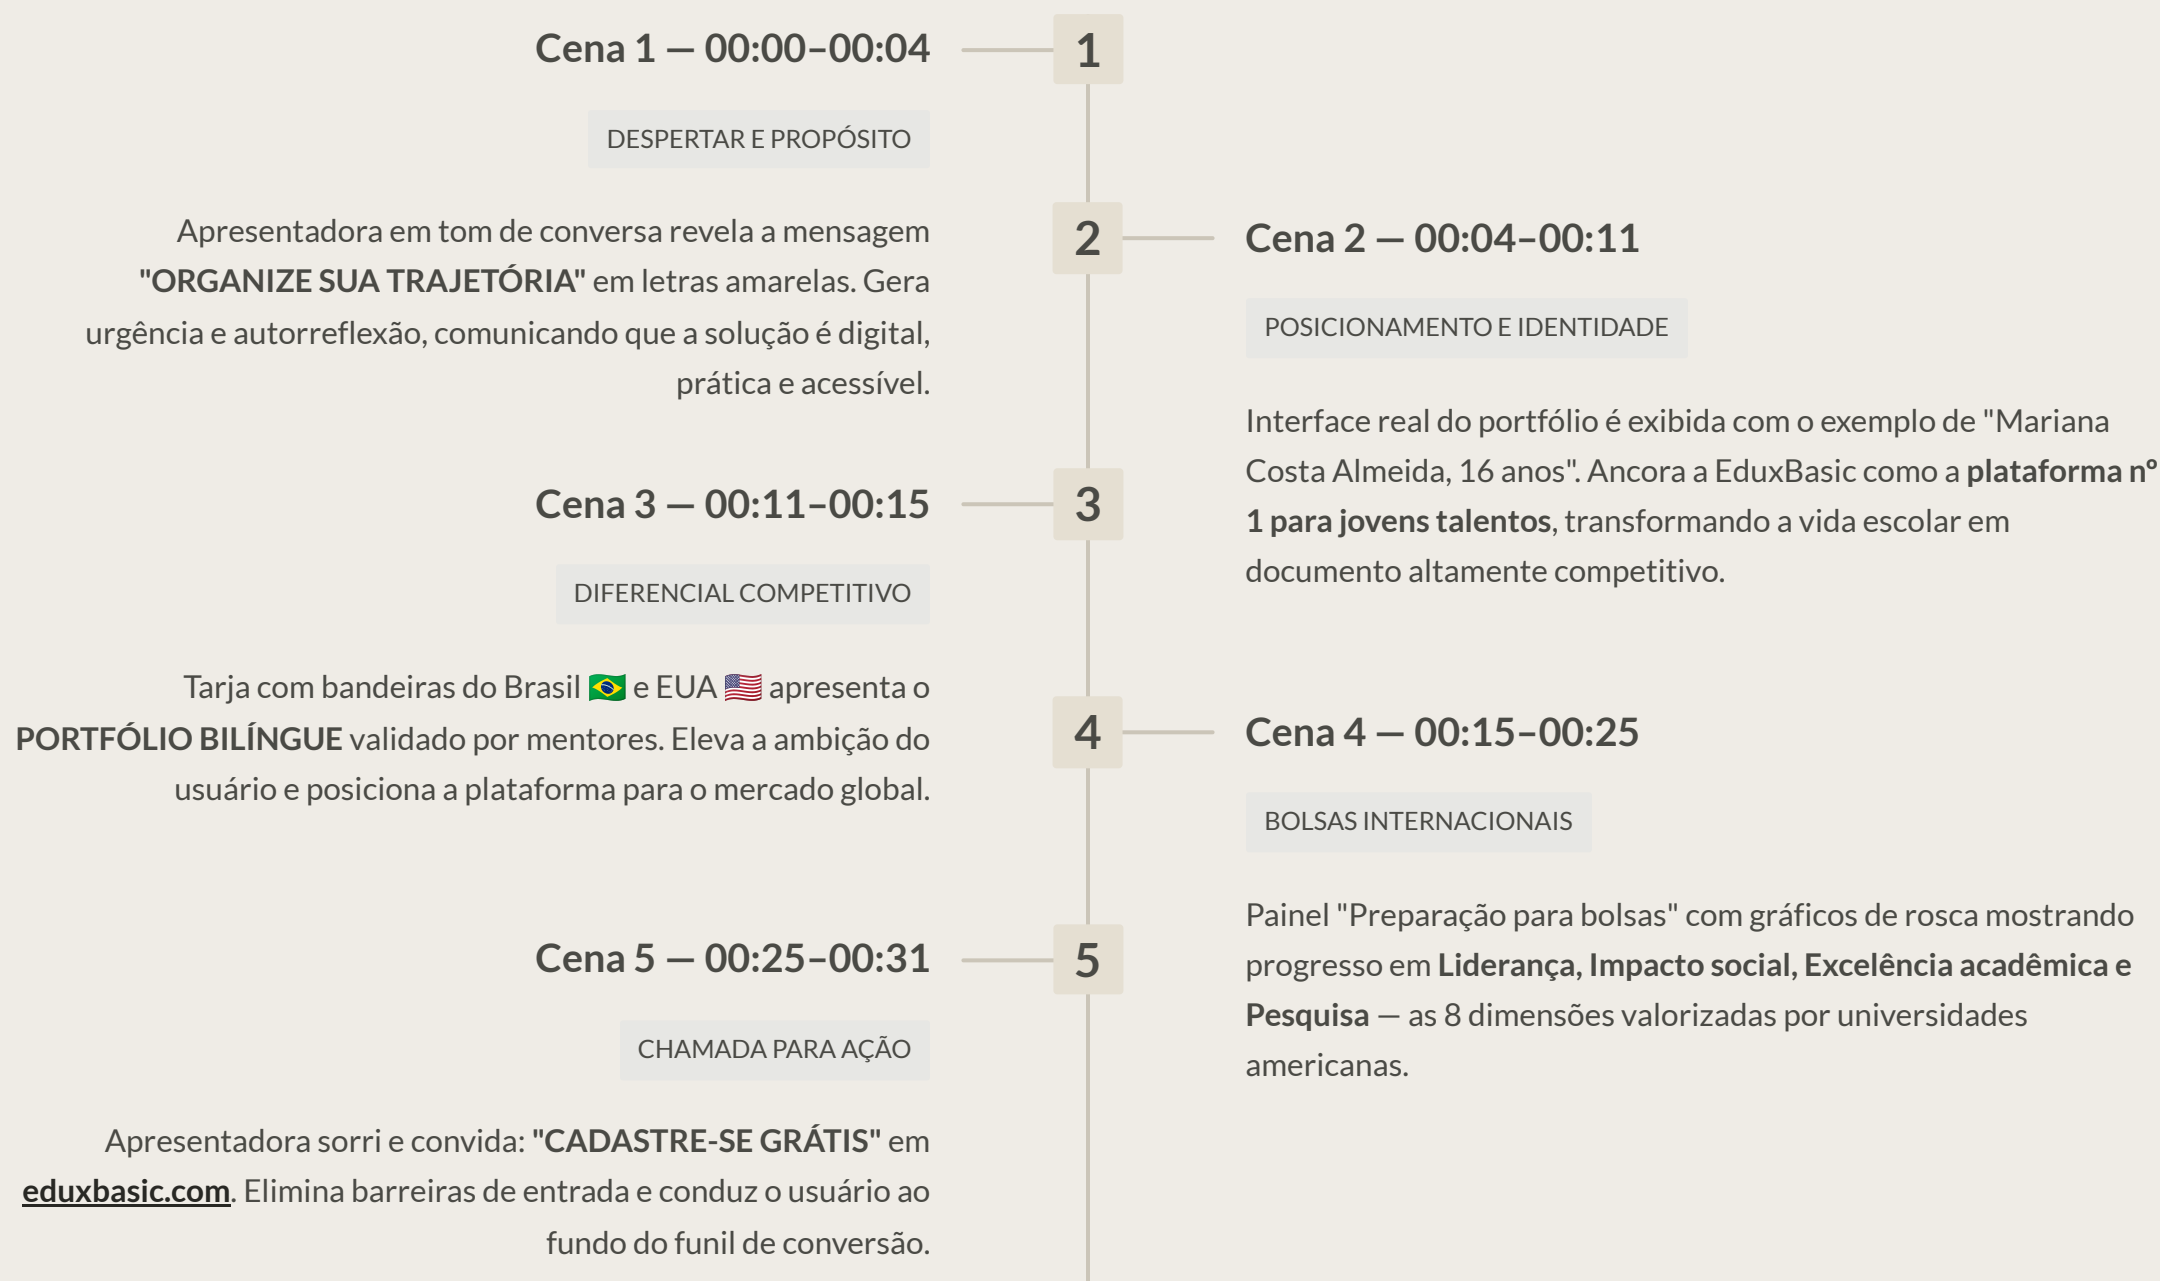 Cena 1 — 00:00–00:04
1
DESPERTAR E PROPÓSITO
Apresentadora em tom de conversa revela a mensagem
"ORGANIZE SUA TRAJETÓRIA" em letras amarelas. Gera
urgência e autorreflexão, comunicando que a solução é digital,
prática e acessível.
2
Cena 2 — 00:04–00:11
POSICIONAMENTO E IDENTIDADE
Interface real do portfólio é exibida com o exemplo de "Mariana
Costa Almeida, 16 anos". Ancora a EduxBasic como a plataforma nº
1 para jovens talentos, transformando a vida escolar em
documento altamente competitivo.
Cena 3 — 00:11–00:15
3
DIFERENCIAL COMPETITIVO
Tarja com bandeiras do Brasil 🇧🇷 e EUA 🇺🇸 apresenta o
PORTFÓLIO BILÍNGUE validado por mentores. Eleva a ambição do
usuário e posiciona a plataforma para o mercado global.
4
Cena 4 — 00:15–00:25
BOLSAS INTERNACIONAIS
Painel "Preparação para bolsas" com gráficos de rosca mostrando
progresso em Liderança, Impacto social, Excelência acadêmica e
Pesquisa — as 8 dimensões valorizadas por universidades
americanas.
Cena 5 — 00:25–00:31
5
CHAMADA PARA AÇÃO
Apresentadora sorri e convida: "CADASTRE-SE GRÁTIS" em
eduxbasic.com. Elimina barreiras de entrada e conduz o usuário ao
fundo do funil de conversão.